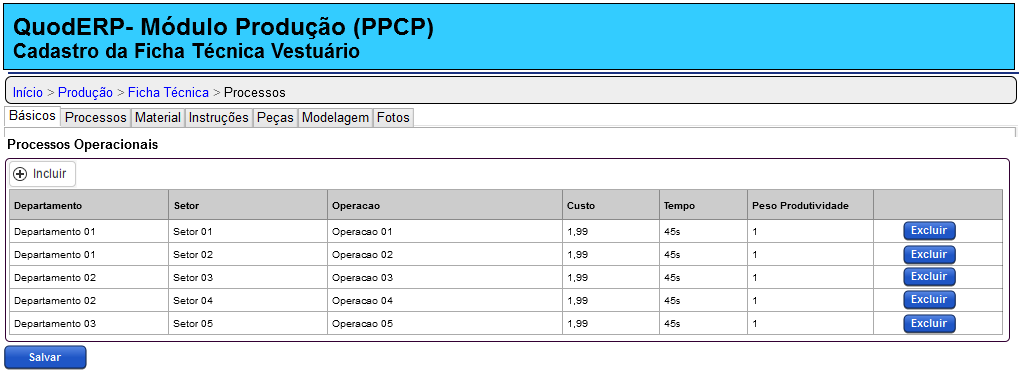 QuodERP- Módulo Produção (PPCP)
Cadastro da Ficha Técnica Vestuário
Início > Produção > Ficha Técnica > Processos
Básicos Processos Material Instruções Peças Modelagem Fotos
Processos Operacionais
Incluir
Departamento Setor Operacao Custo Tempo Peso Produtividade
Departamento 01 Setor 01 Operacao 01 1,99 45s 1 Excluir
Departamento 01 Setor 02 Operacao 02 1,99 45s 1 Excluir
Departamento 02 Setor 03 Operacao 03 1,99 45s 1 Excluir
Departamento 02 Setor 04 Operacao 04 1,99 45s 1 Excluir
Departamento 03 Setor 05 Operacao 05 1,99 45s 1 Excluir
Salvar